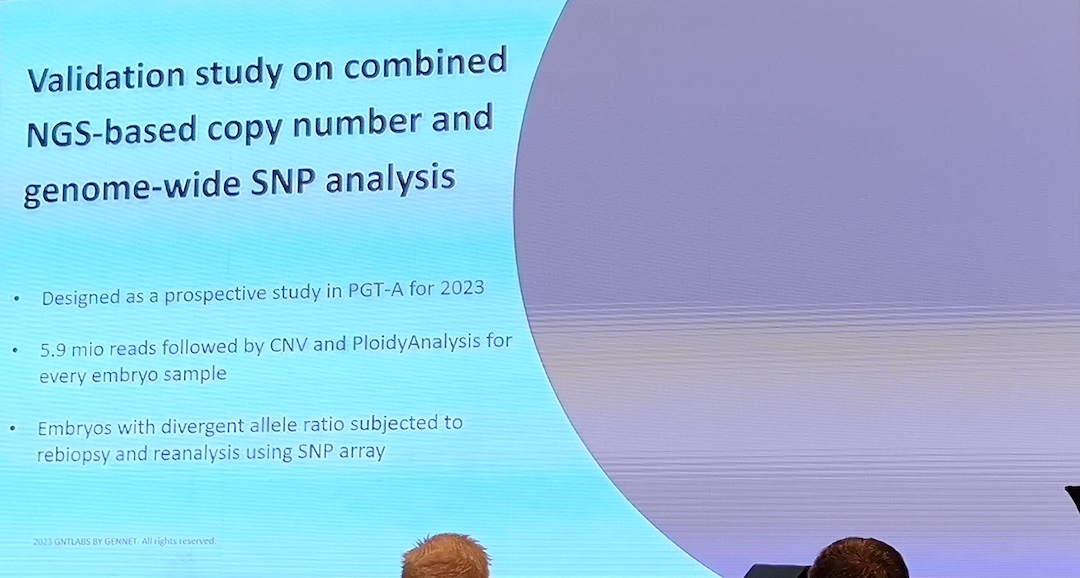 Validation study on combined
NGS-based copy number and
genome-wide SNP analysis
• Designed as a prospective study in PGT-A for 2023
• 5.9 mio reads followed by CNV and PloidyAnalysis for
every embryo sample
• Embryos with divergent allele ratio subjected to
rebiopsy and reanalysis using SNP array
2023 GNTLABS BY GENNET. All rights reserved.